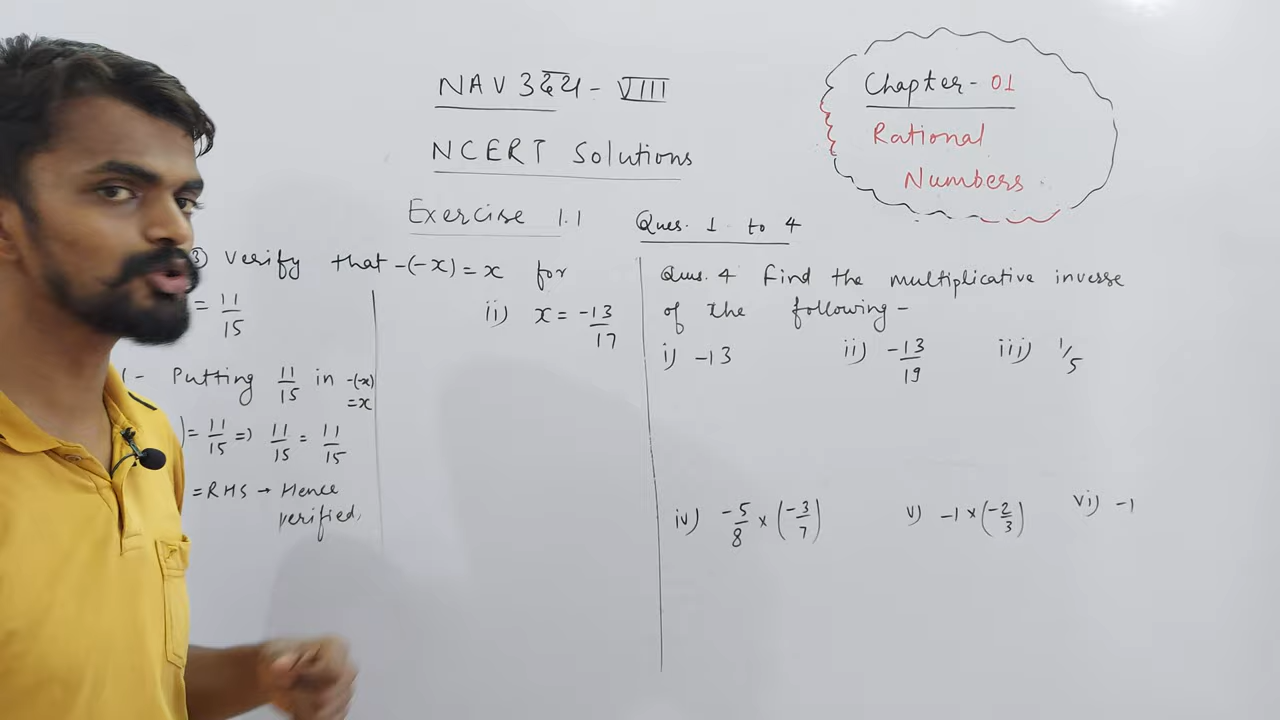 NAV उदय - VIII
NCERT Solutions
Exercise 1.1 Ques. 1 to 4
Chapter - 01
Rational
Numbers
③ Verify that -(-x) = x for
= 11/15
ii) x = -13/17
Putting 11/15 in -(-x) = x
) = 11/15 => 11/15 = 11/15
= RHS → Hence
verified.
Ques. 4 Find the multiplicative inverse
of the following -
i) -13 ii) -13/19 iii) 1/5
iv) -5/8 × (-3/7) v) -1 × (-2/3) vi) -1